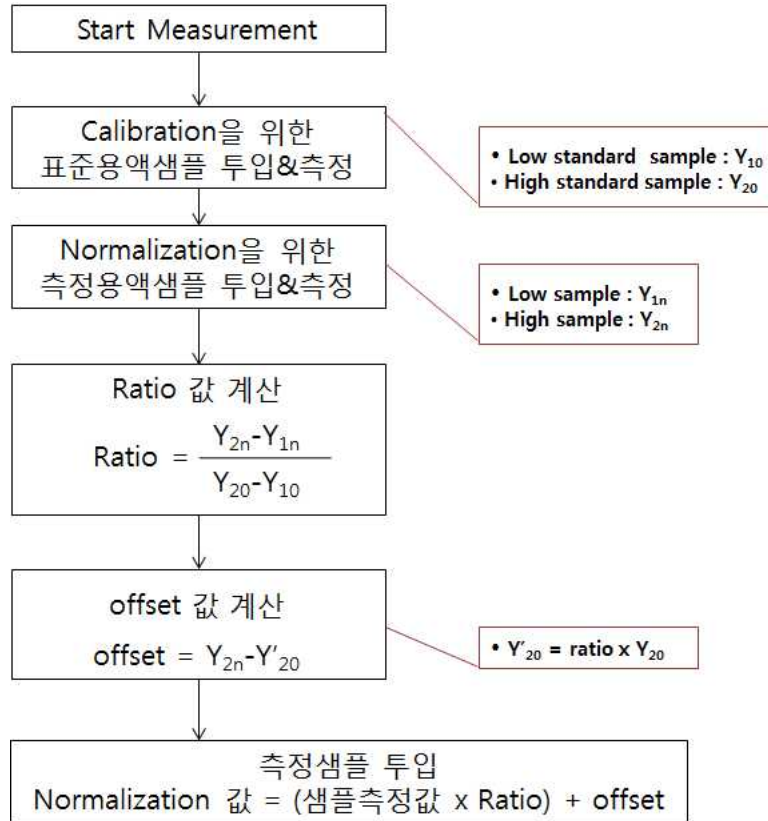 Start Measurement
Calibration을 위한
표준용액샘플 투입&측정
• Low standard sample : Y₁₀
• High standard sample : Y₂₀
Normalization을 위한
측정용액샘플 투입&측정
• Low sample : Y₁ₙ
• High sample : Y₂ₙ
Ratio 값 계산
Ratio = Y₂ₙ-Y₁ₙ
Y₂₀-Y₁₀
offset 값 계산
offset = Y₂ₙ-Y'₂₀
• Y'₂₀ = ratio x Y₂₀
측정샘플 투입
Normalization 값 = (샘플측정값 x Ratio) + offset